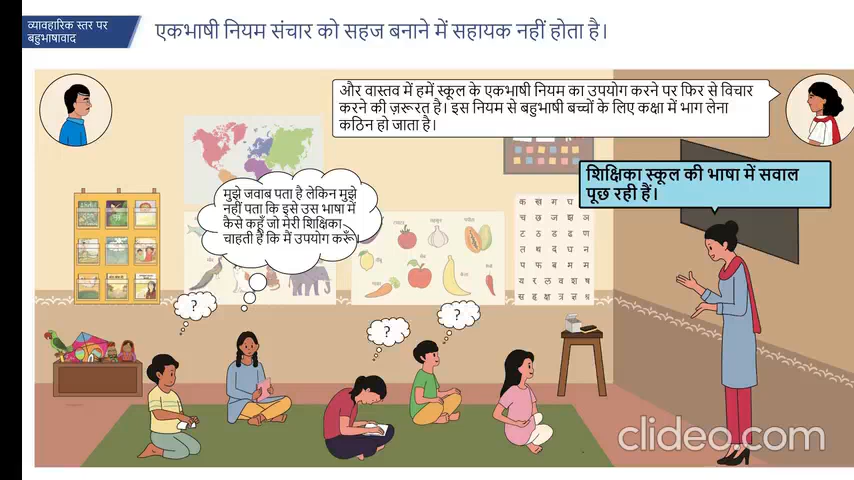 व्यावहारिक स्तर पर
बहुभाषावाद
एकभाषी नियम संचार को सहज बनाने में सहायक नहीं होता है।
और वास्तव में हमें स्कूल के एकभाषी नियम का उपयोग करने पर फिर से विचार
करने की ज़रूरत है। इस नियम से बहुभाषी बच्चों के लिए कक्षा में भाग लेना
कठिन हो जाता है।
शिक्षिका स्कूल की भाषा में सवाल
पूछ रही हैं।
मुझे जवाब पता है लेकिन मुझे
नहीं पता कि इसे उस भाषा में
कैसे कहूँ जो मेरी शिक्षिका
चाहती हैं कि मैं उपयोग करूँ।
क ख ग घ
च छ ज झ ञ
ट ठ ड ढ ण
त थ द ध न
प फ ब भ म
य र ल व श ष
?
?
?
clideo.com